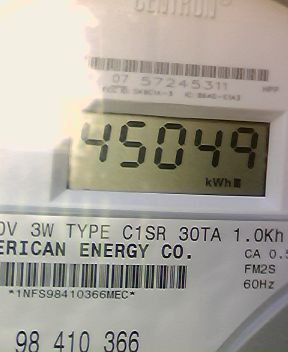 CENTRON®
07 57245311
45049
kWh
0V 3W TYPE C1SR 30TA 1.0Kh
ERICAN ENERGY CO.
CA 0.5
FM2S
*1NFS98410366MEC*
60Hz
98 410 366